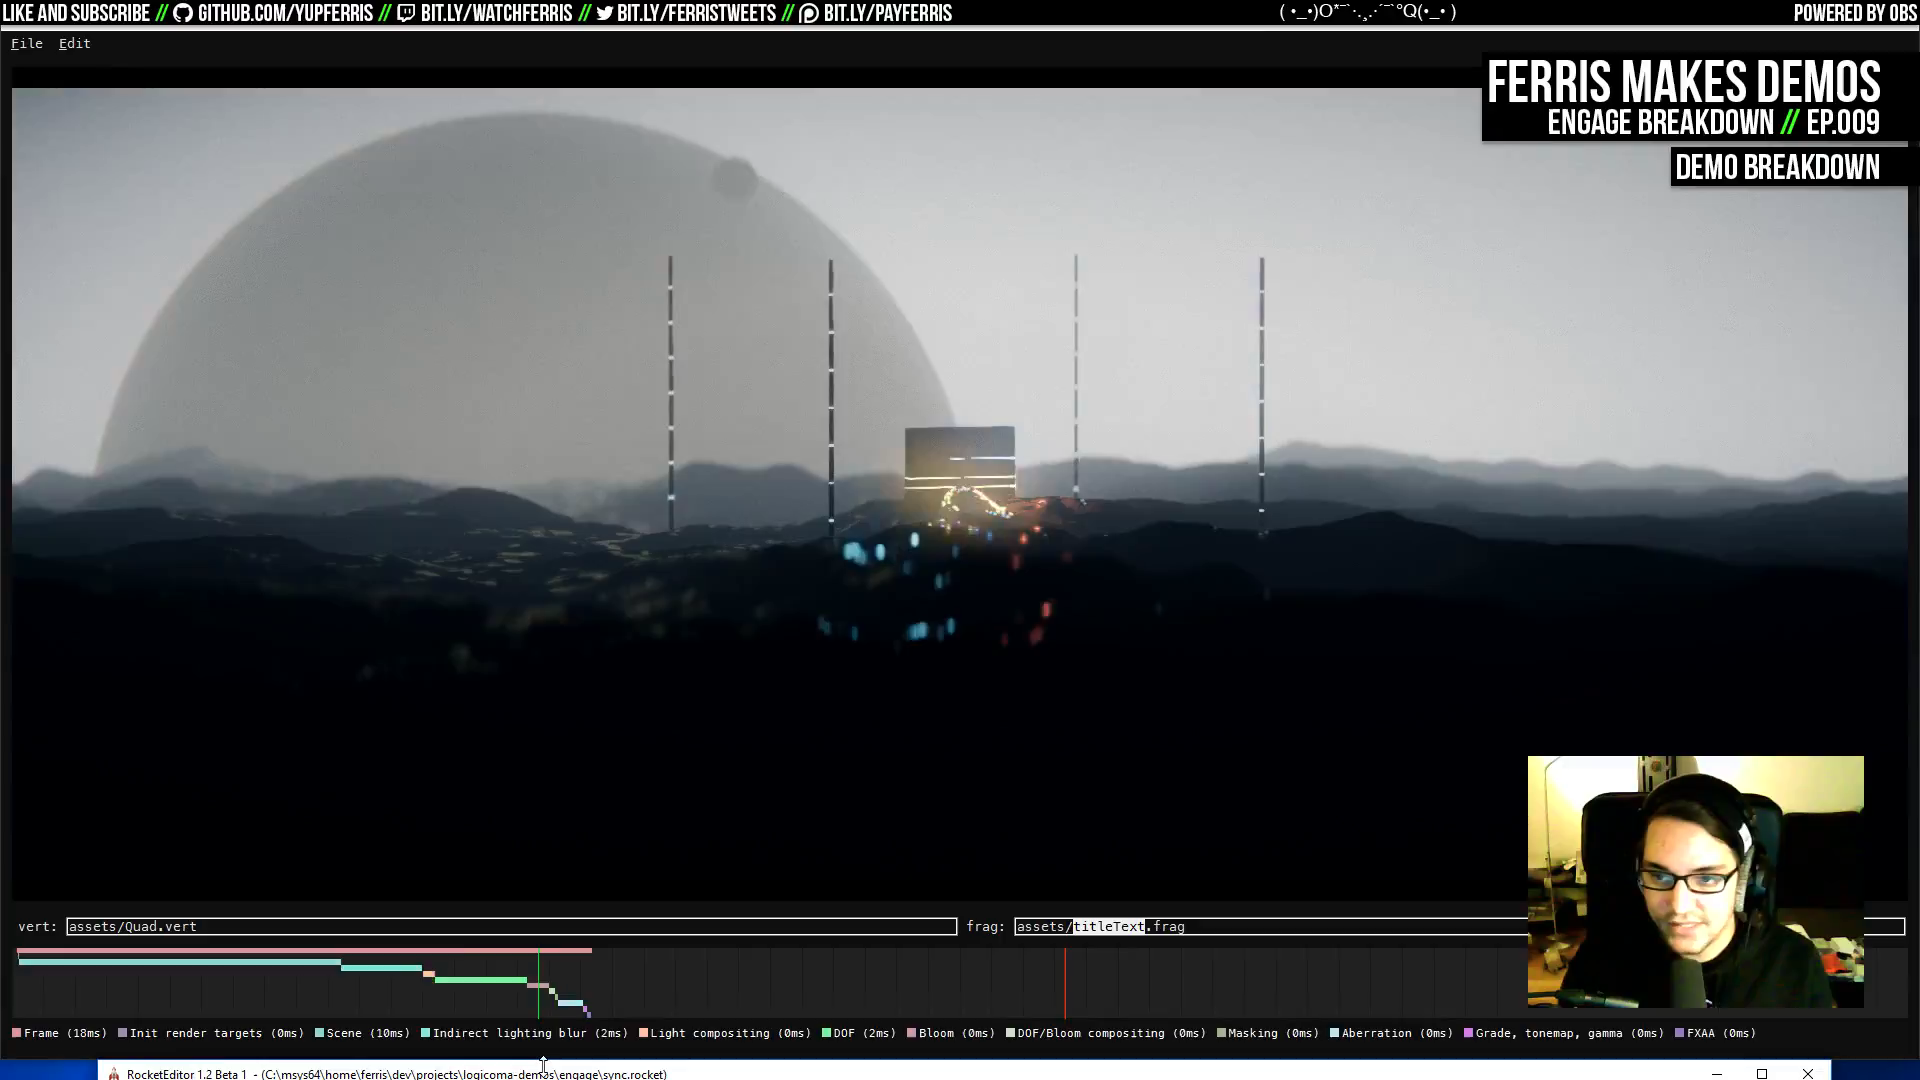 LIKE AND SUBSCRIBE // GITHUB.COM/YUPFERRIS // BIT.LY/WATCHFERRIS // BIT.LY/FERRISTWEETS // BIT.LY/PAYFERRIS
( •_•)O*¯`·.¸.·´¯`°Q(•_• )
POWERED BY OBS
File Edit
FERRIS MAKES DEMOS
ENGAGE BREAKDOWN // EP.009
DEMO BREAKDOWN
vert: assets/Quad.vert frag: assets/titleText.frag
Frame (18ms) Init render targets (0ms) Scene (10ms) Indirect lighting blur (2ms) Light compositing (0ms) DOF (2ms) Bloom (0ms) DOF/Bloom compositing (0ms) Masking (0ms) Aberration (0ms) Grade, tonemap, gamma (0ms) FXAA (0ms)
RocketEditor 1.2 Beta 1 - (C:\msys64\home\ferris\dev\projects\logicoma-demos\engage\sync.rocket)